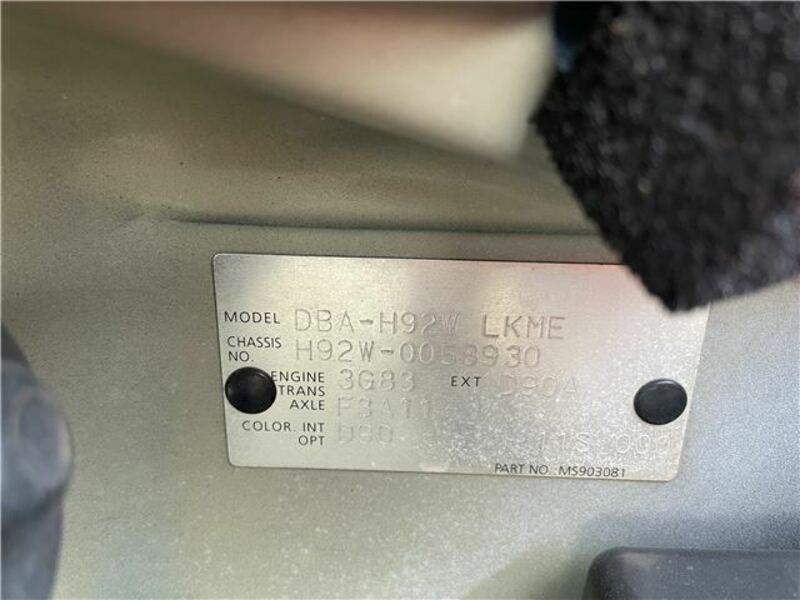 MODEL DBA-H92W LKME
CHASSIS NO. H92W-0058930
ENGINE 3G83 EXT D90A
TRANS AXLE
COLOR. INT D90
OPT
PART NO. MS903081